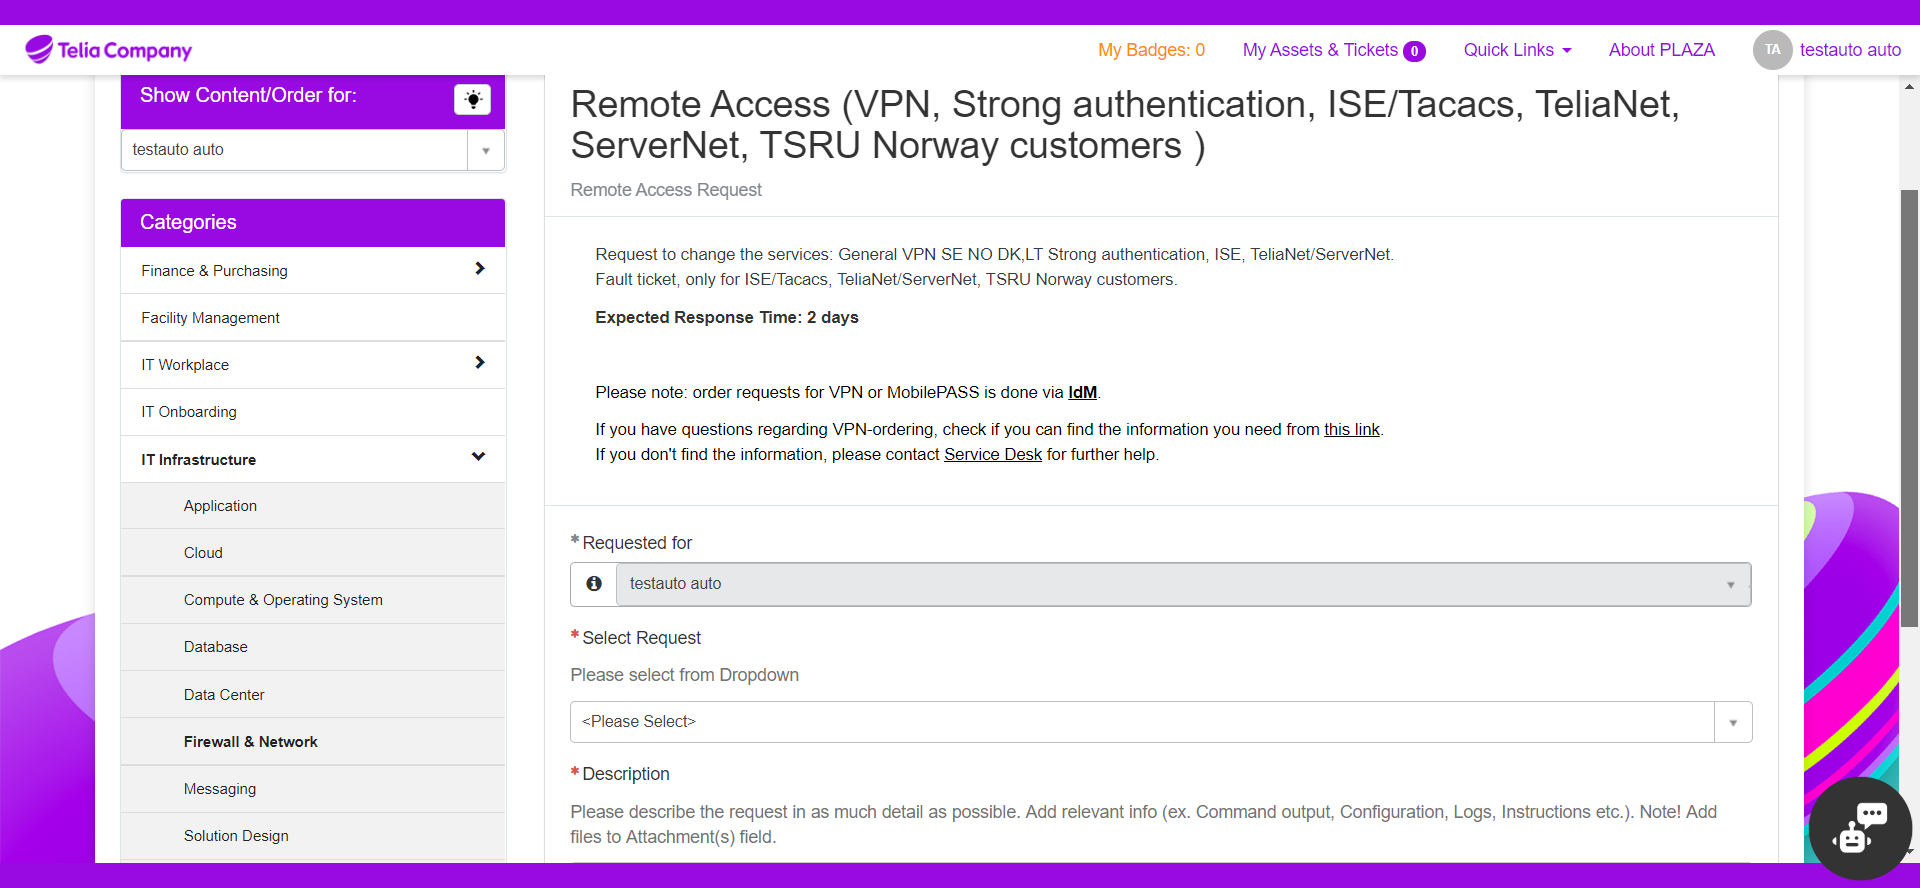 Telia Company
My Badges: 0
My Assets & Tickets 0
Quick Links
About PLAZA
TA
testauto auto
Show Content/Order for:
testauto auto
Categories
Finance & Purchasing
Facility Management
IT Workplace
IT Onboarding
IT Infrastructure
Application
Cloud
Compute & Operating System
Database
Data Center
Firewall & Network
Messaging
Solution Design
Remote Access (VPN, Strong authentication, ISE/Tacacs, TeliaNet,
ServerNet, TSRU Norway customers )
Remote Access Request
Request to change the services: General VPN SE NO DK,LT Strong authentication, ISE, TeliaNet/ServerNet.
Fault ticket, only for ISE/Tacacs, TeliaNet/ServerNet, TSRU Norway customers.
Expected Response Time: 2 days
Please note: order requests for VPN or MobilePASS is done via IdM.
If you have questions regarding VPN-ordering, check if you can find the information you need from this link.
If you don't find the information, please contact Service Desk for further help.
* Requested for
testauto auto
* Select Request
Please select from Dropdown
<Please Select>
* Description
Please describe the request in as much detail as possible. Add relevant info (ex. Command output, Configuration, Logs, Instructions etc.). Note! Add
files to Attachment(s) field.